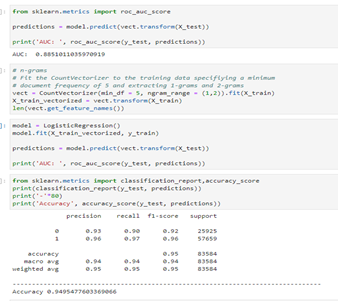 from sklearn.metrics import roc_auc_score
predictions = model.predict(vect.transform(X_test))
print('AUC: ', roc_auc_score(y_test, predictions))
AUC:  0.8851011035970919
# n-grams
# Fit the CountVectorizer to the training data specifiying a minimum
# document frequency of 5 and extracting 1-grams and 2-grams
vect = CountVectorizer(min_df = 5, ngram_range = (1,2)).fit(X_train)
X_train_vectorized = vect.transform(X_train)
len(vect.get_feature_names())
model = LogisticRegression()
model.fit(X_train_vectorized, y_train)
predictions = model.predict(vect.transform(X_test))
print('AUC: ', roc_auc_score(y_test, predictions))
from sklearn.metrics import classification_report,accuracy_score
print(classification_report(y_test, predictions))
print('-'*80)
print('Accuracy', accuracy_score(y_test, predictions))
precision recall f1-score support
0 0.93 0.90 0.92 25925
1 0.96 0.97 0.96 57659
accuracy 0.95 83584
macro avg 0.94 0.94 0.94 83584
weighted avg 0.95 0.95 0.95 83584
--------------------------------------------------------------------------------
Accuracy 0.9495477603369066